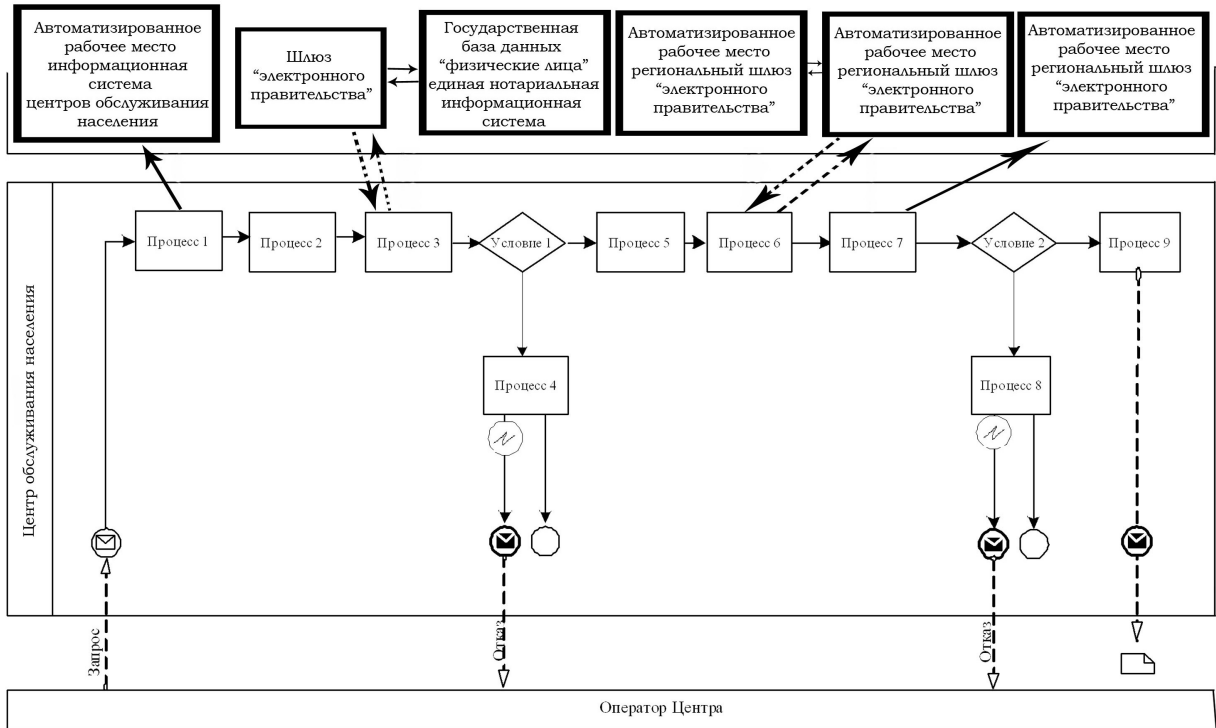 Автоматизированное
рабочее место
информационная
система
центров обслуживания
населения
Шлюз
“электронного
правительства”
Государственная
база данных
“физические лица”
единая нотариальная
информационная
система
Автоматизированное
рабочее место
региональный шлюз
“электронного
правительства”
Автоматизированное
рабочее место
региональный шлюз
“электронного
правительства”
Автоматизированное
рабочее место
региональный шлюз
“электронного
правительства”
Центр обслуживания населения
Процесс 1
Процесс 2
Процесс 3
Условие 1
Процесс 5
Процесс 6
Процесс 7
Условие 2
Процесс 9
Процесс 4
Процесс 8
Запрос
Отказ
Отказ
Оператор Центра